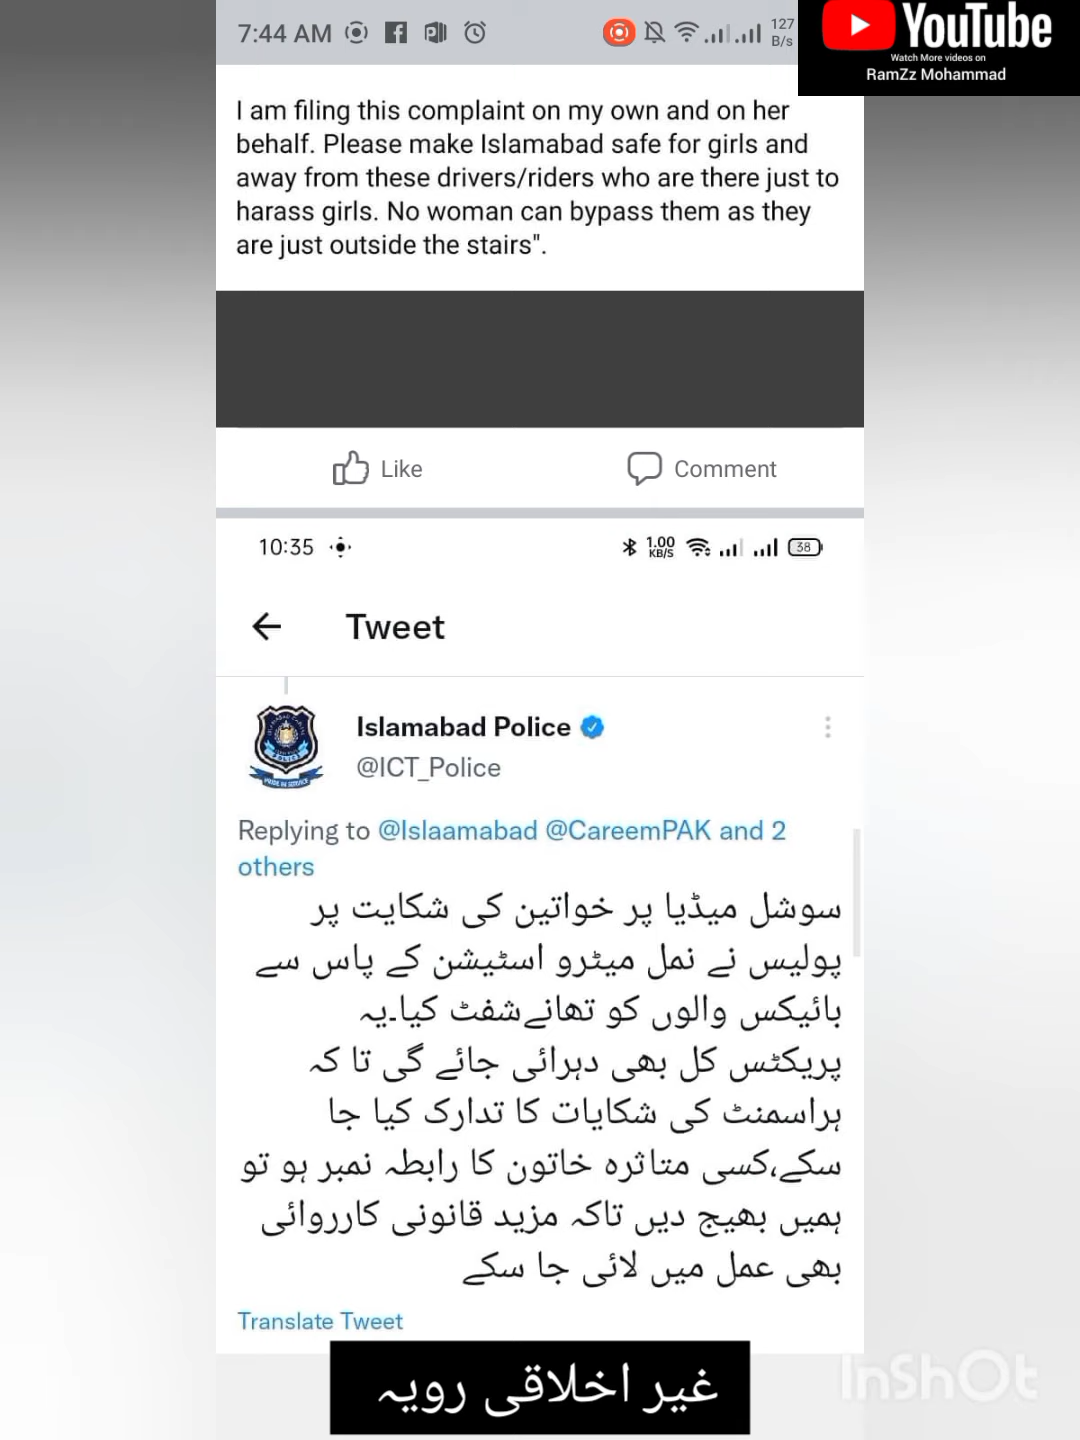 7:44 AM
127
B/s
YouTube
Watch More videos on
RamZz Mohammad
I am filing this complaint on my own and on her
behalf. Please make Islamabad safe for girls and
away from these drivers/riders who are there just to
harass girls. No woman can bypass them as they
are just outside the stairs".
Like
Comment
10:35
1.00
KB/S
38
Tweet
Islamabad Police
@ICT_Police
Replying to @Islaamabad @CareemPAK and 2
others
سوشل میڈیا پر خواتین کی شکایت پر
پولیس نے نمل میٹرو اسٹیشن کے پاس سے
بائیکس والوں کو تھانےشفٹ کیا۔یہ
پریکٹس کل بھی دہرائی جائے گی تا کہ
ہراسمنٹ کی شکایات کا تدارک کیا جا
سکے،کسی متاثرہ خاتون کا رابطہ نمبر ہو تو
ہمیں بھیج دیں تاکہ مزید قانونی کارروائی
بھی عمل میں لائی جا سکے
Translate Tweet
غیر اخلاقی رویہ
InShOt